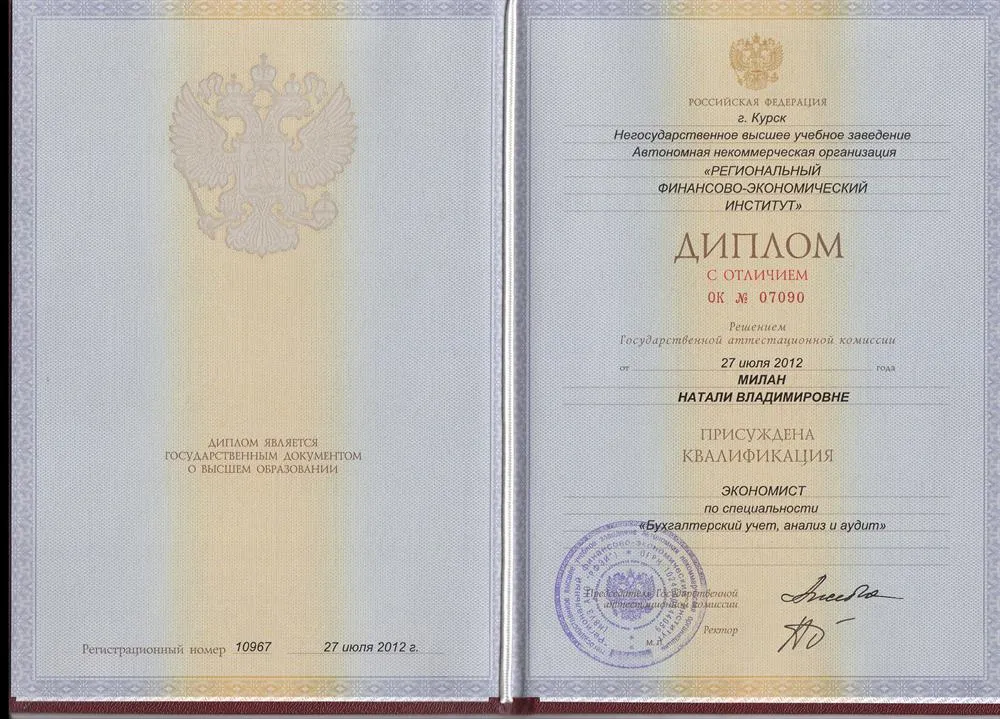 ДИПЛОМ ЯВЛЯЕТСЯ
ГОСУДАРСТВЕННЫМ ДОКУМЕНТОМ
О ВЫСШЕМ ОБРАЗОВАНИИ
Регистрационный номер 10967 27 июля 2012 г.
РОССИЙСКАЯ ФЕДЕРАЦИЯ
г. Курск
Негосударственное высшее учебное заведение
Автономная некоммерческая организация
«РЕГИОНАЛЬНЫЙ
ФИНАНСОВО-ЭКОНОМИЧЕСКИЙ
ИНСТИТУТ»
ДИПЛОМ
С ОТЛИЧИЕМ
ОК № 07090
Решением
Государственной аттестационной комиссии
от 27 июля 2012 года
МИЛАН
НАТАЛИ ВЛАДИМИРОВНЕ
ПРИСУЖДЕНА
КВАЛИФИКАЦИЯ
ЭКОНОМИСТ
по специальности
«Бухгалтерский учет, анализ и аудит»
Председатель Государственной
аттестационной комиссии
Ректор
М.П.